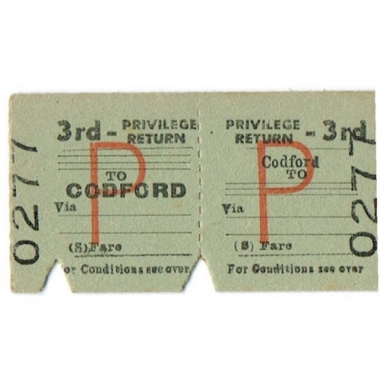 0277
3rd - PRIVILEGE RETURN
P
TO
CODFORD
Via
(S) Fare
or Conditions see over
PRIVILEGE RETURN - 3rd
P
Codford
TO
Via
(S) Fare
For Conditions see over
0277